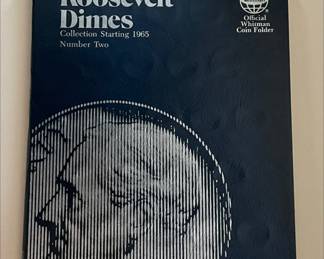 Roosevelt
Dimes
Collection Starting 1965
Number Two
Official
Whitman
Coin Folder